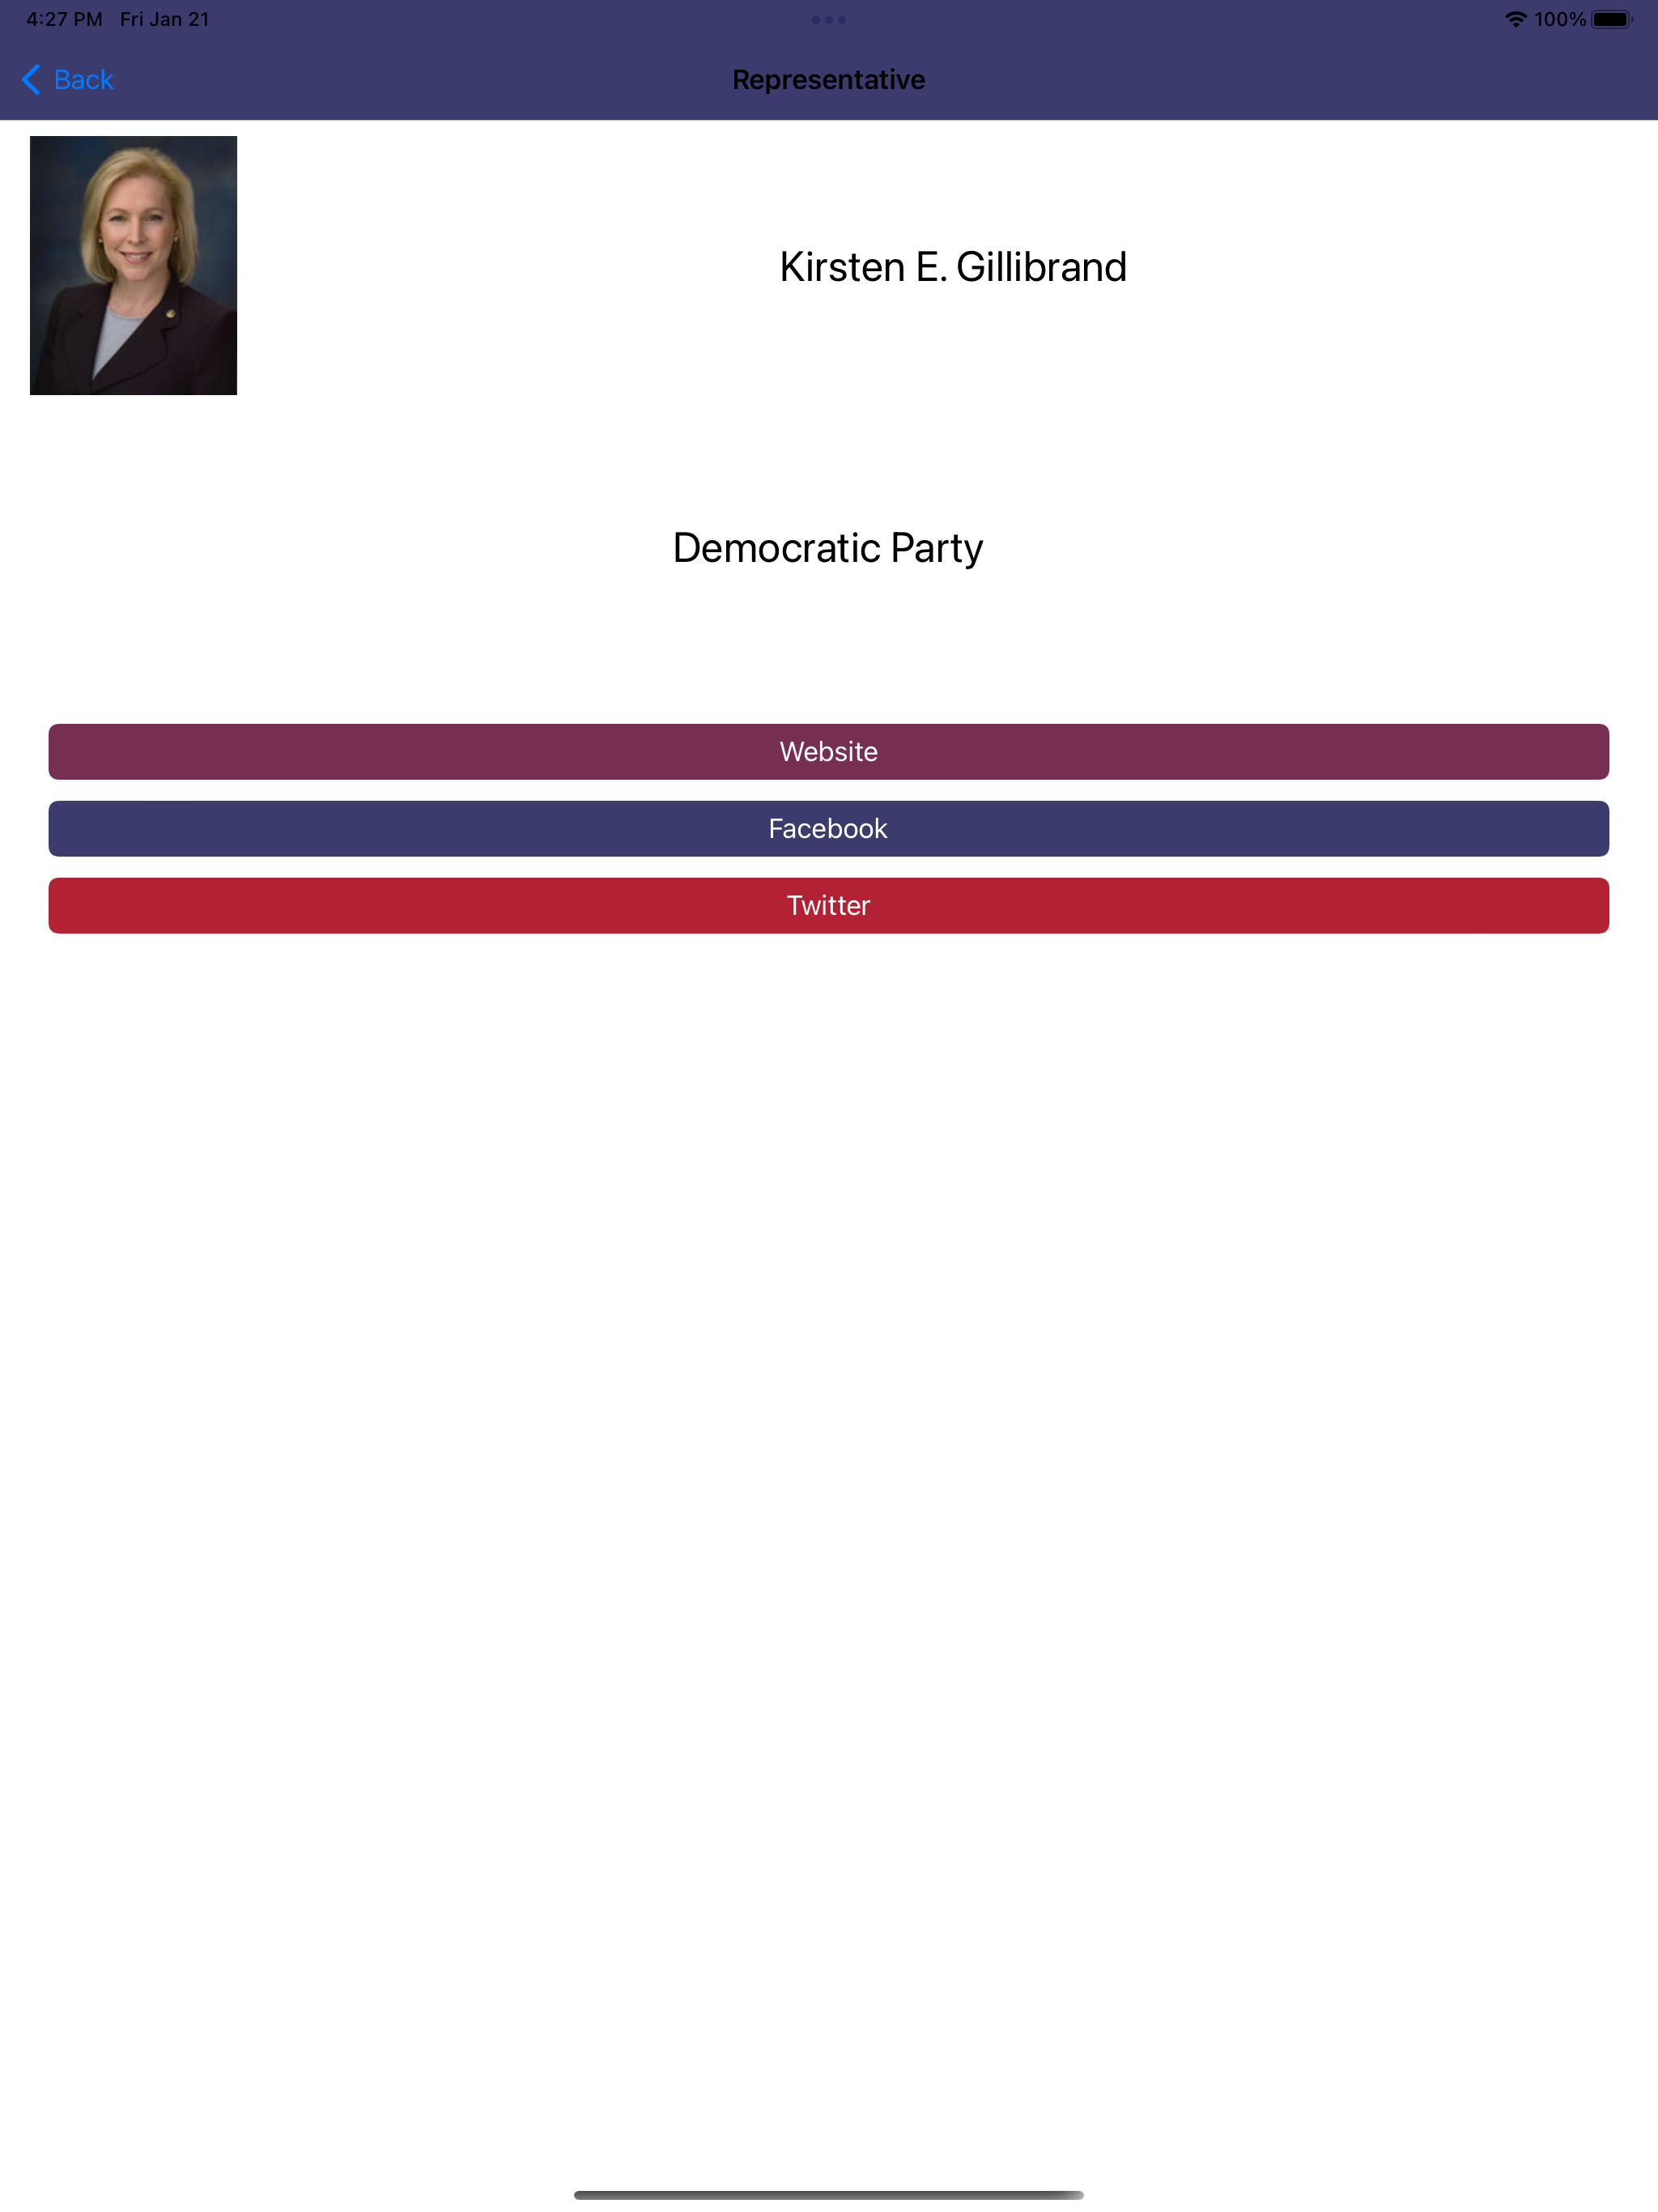 4:27 PM Fri Jan 21 100%
Back Representative
Kirsten E. Gillibrand
Democratic Party
Website
Facebook
Twitter